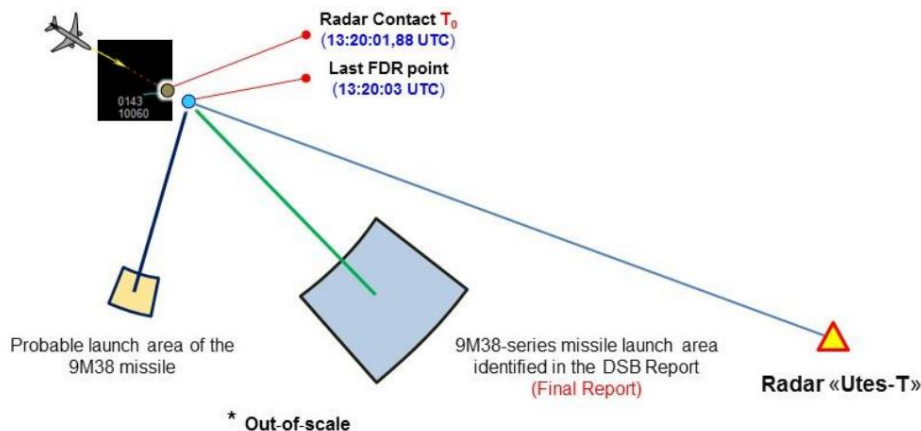 Radar Contact T₀
(13:20:01,88 UTC)
Last FDR point
(13:20:03 UTC)
0143
10060
Probable launch area of the
9M38 missile
9M38-series missile launch area
identified in the DSB Report
(Final Report)
Radar «Utes-T»
* Out-of-scale